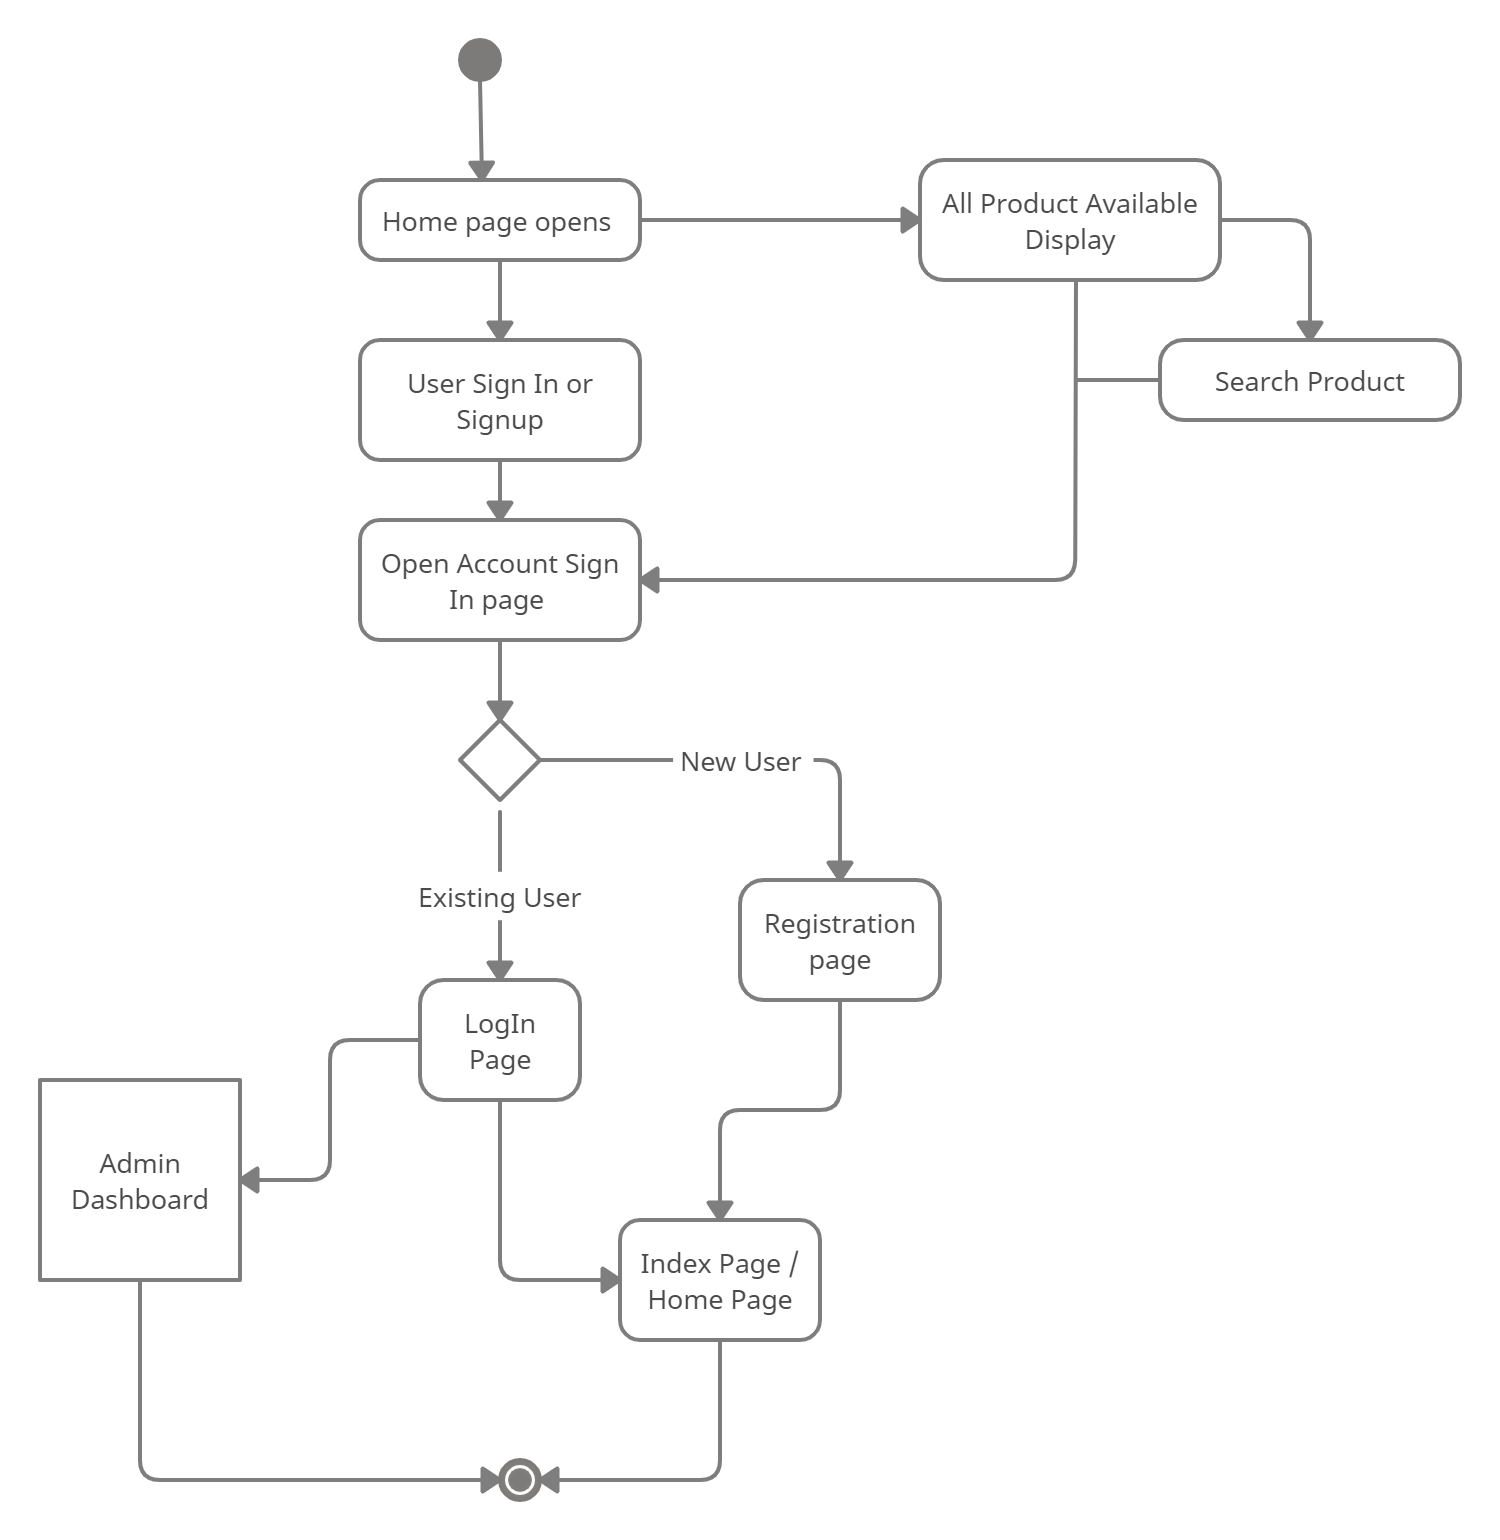 Home page opens
All Product Available
Display
User Sign In or
Signup
Search Product
Open Account Sign
In page
New User
Existing User
Registration
page
LogIn
Page
Admin
Dashboard
Index Page /
Home Page